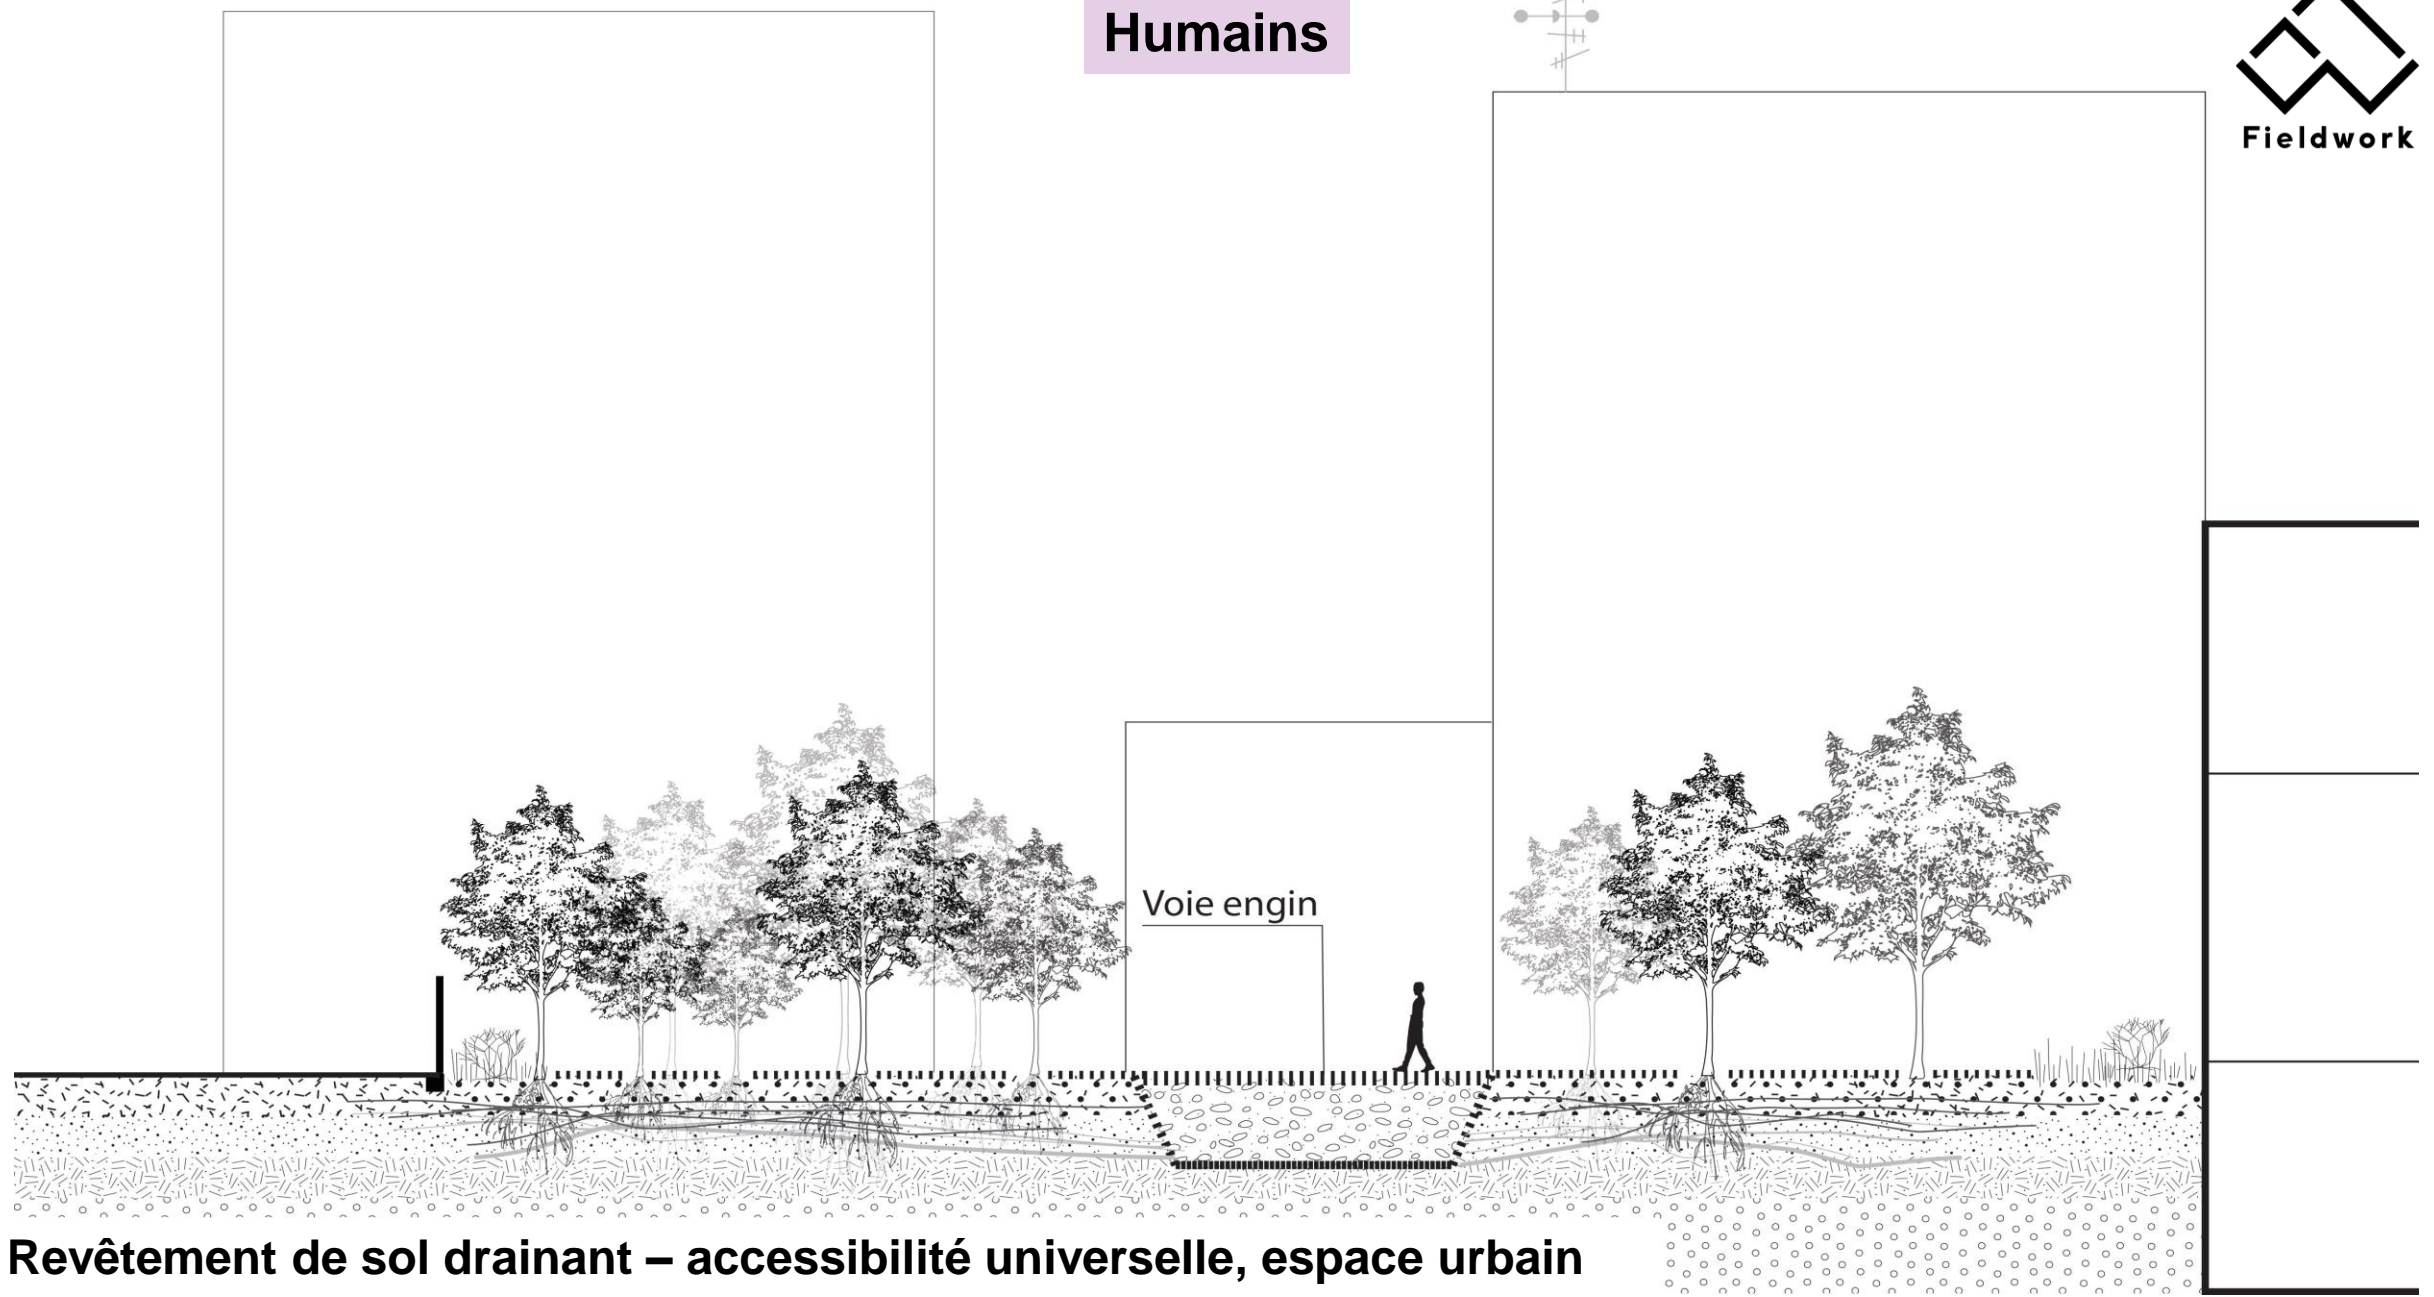 Humains
Fieldwork
Voie engin
Revêtement de sol drainant – accessibilité universelle, espace urbain